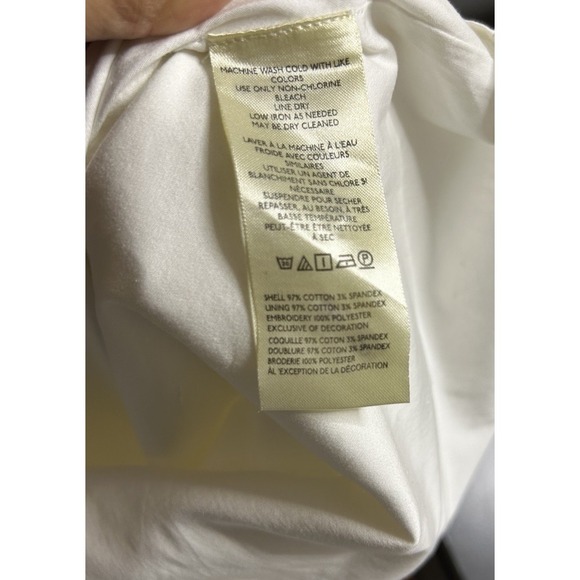 MACHINE WASH COLD WITH LIKE
COLORS
USE ONLY NON-CHLORINE
BLEACH
LINE DRY
LOW IRON AS NEEDED
MAY BE DRY CLEANED
LAVER À LA MACHINE À L'EAU
FROIDE AVEC COULEURS
SIMILAIRES
UTILISER UN AGENT DE
BLANCHIMENT SANS CHLORE SI
NÉCESSAIRE
SUSPENDRE POUR SECHER
REPASSER, AU BESOIN, À TRÈS
BASSE TEMPÉRATURE
PEUT-ÊTRE ÊTRE NETTOYÉE
À SEC
30 P
SHELL 97% COTTON 3% SPANDEX
LINING 97% COTTON 3% SPANDEX
EMBROIDERY 100% POLYESTER
EXCLUSIVE OF DECORATION
COQUILLE 97% COTON 3% SPANDEX
DOUBLURE 97% COTON 3% SPANDEX
BRODERIE 100% POLYESTER
ÀL'EXCEPTION DE LA DÉCORATION